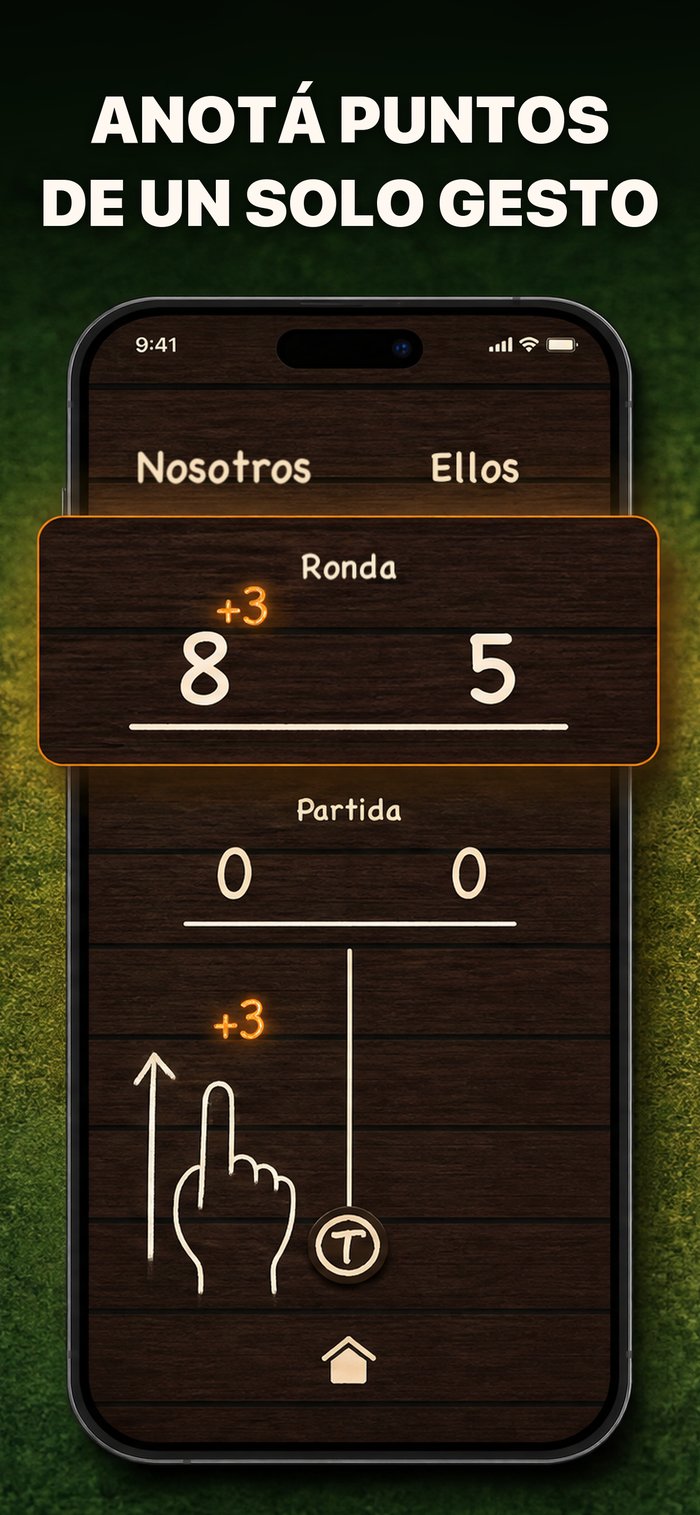 ANOTÁ PUNTOS
DE UN SOLO GESTO
9:41
Nosotros Ellos
Ronda
+3
8 5
Partida
0 0
+3
T